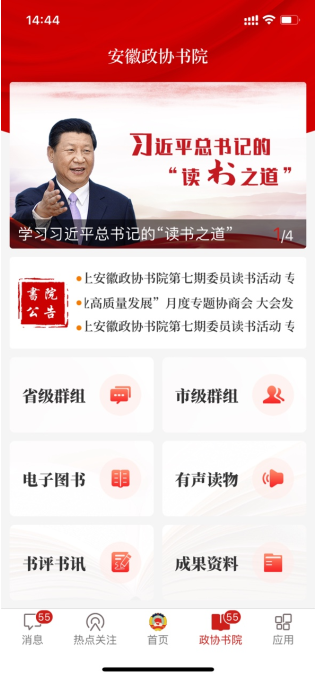 14:44
安徽政协书院
习近平总书记的
“读书之道”
学习习近平总书记的“读书之道”
1/4
书院
公告
上安徽政协书院第七期委员读书活动 专
业高质量发展”月度专题协商会 大会发
上安徽政协书院第七期委员读书活动 专
省级群组
市级群组
电子图书
有声读物
书评书讯
成果资料
55
55
消息
热点关注
首页
政协书院
应用